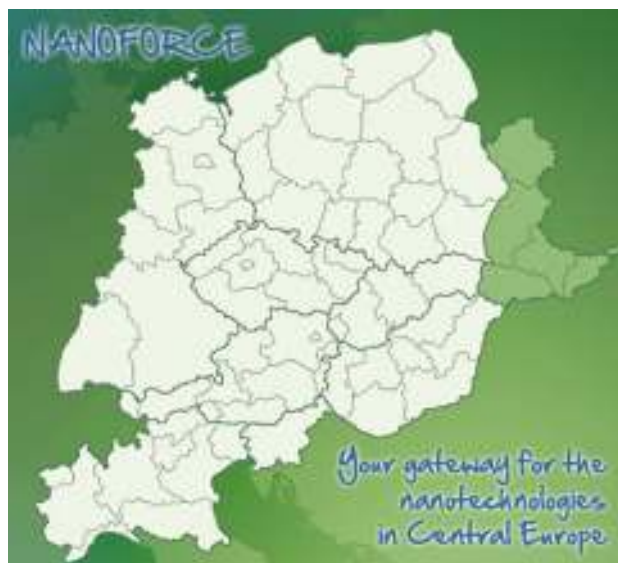 NANOFORCE
Your gateway for the
nanotechnologies
in Central Europe